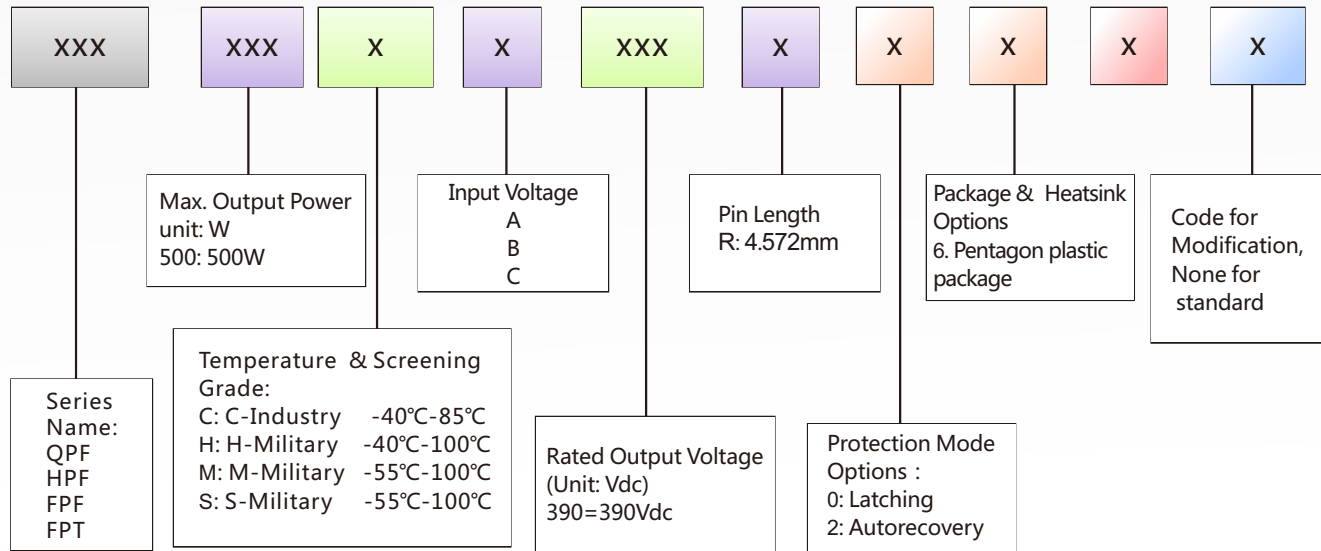 XXX XXX X X XXX X X X X X
Max. Output Power
unit: W
500: 500W
Input Voltage
A
B
C
Pin Length
R: 4.572mm
Package & Heatsink
Options
6. Pentagon plastic
package
Code for
Modification,
None for
standard
Series
Name:
QPF
HPF
FPF
FPT
Temperature & Screening
Grade:
C: C-Industry -40℃-85℃
H: H-Military -40℃-100℃
M: M-Military -55℃-100℃
S: S-Military -55℃-100℃
Rated Output Voltage
(Unit: Vdc)
390=390Vdc
Protection Mode
Options :
0: Latching
2: Autorecovery